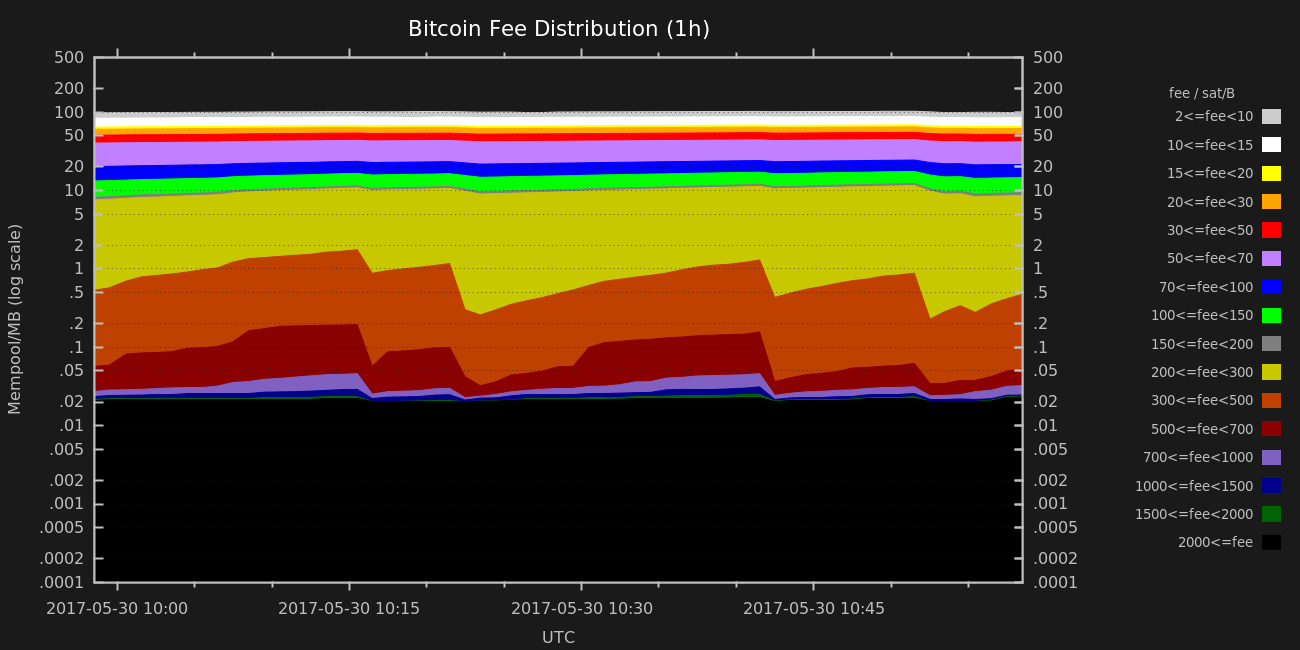 Bitcoin Fee Distribution (1h)
Mempool/MB (log scale)
500
200
100
50
20
10
5
2
1
.5
.2
.1
.05
.02
.01
.005
.002
.001
.0005
.0002
.0001
500
200
100
50
20
10
5
2
1
.5
.2
.1
.05
.02
.01
.005
.002
.001
.0005
.0002
.0001
2017-05-30 10:00
2017-05-30 10:15
2017-05-30 10:30
2017-05-30 10:45
UTC
fee / sat/B
2<=fee<10
10<=fee<15
15<=fee<20
20<=fee<30
30<=fee<50
50<=fee<70
70<=fee<100
100<=fee<150
150<=fee<200
200<=fee<300
300<=fee<500
500<=fee<700
700<=fee<1000
1000<=fee<1500
1500<=fee<2000
2000<=fee